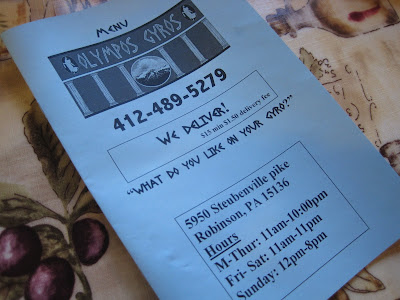 MENU
OLYMPOS GYROS
412-489-5279
WE DELIVER!
$15 min $1.50 delivery fee
"WHAT DO YOU LIKE ON YOUR GYRO?"
5950 Steubenville pike
Robinson, PA 15136
Hours
M-Thur: 11am-10:00pm
Fri- Sat: 11am-11pm
Sunday: 12pm-8pm